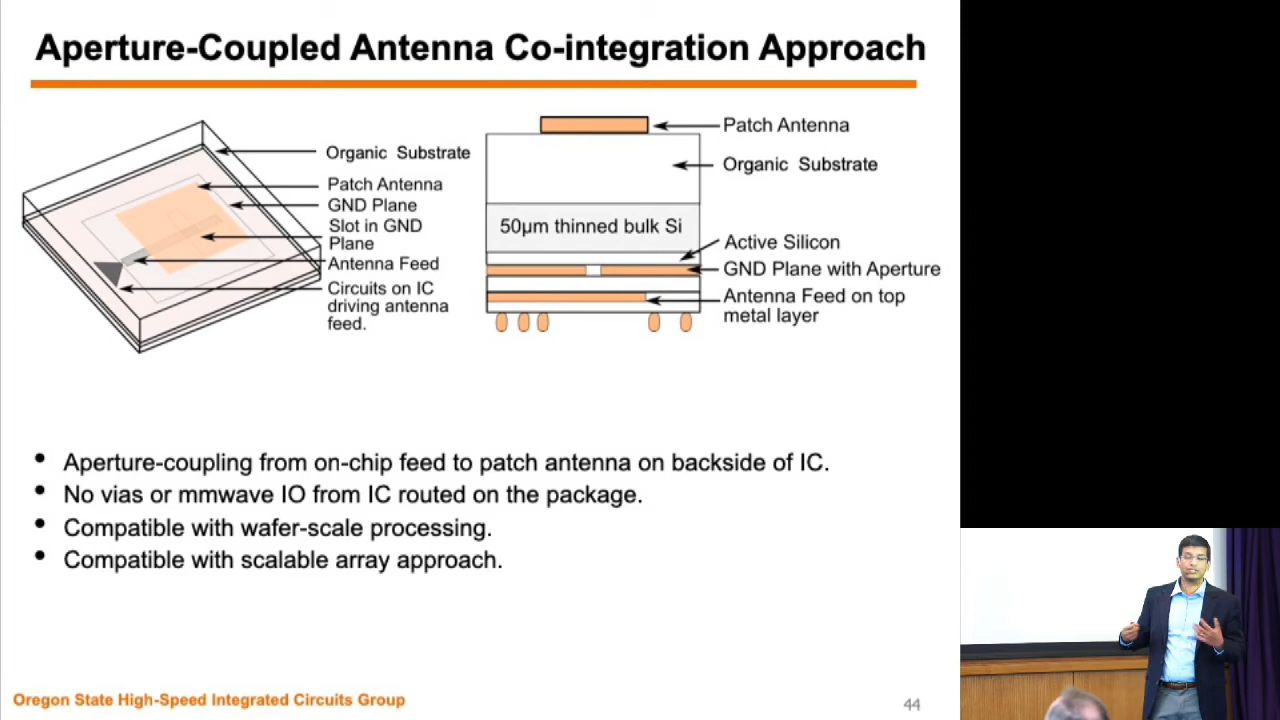 Aperture-Coupled Antenna Co-integration Approach
Organic Substrate
Patch Antenna
GND Plane
Slot in GND
Plane
Antenna Feed
Circuits on IC
driving antenna
feed.
Patch Antenna
Organic Substrate
50μm thinned bulk Si
Active Silicon
GND Plane with Aperture
Antenna Feed on top
metal layer
• Aperture-coupling from on-chip feed to patch antenna on backside of IC.
• No vias or mmwave IO from IC routed on the package.
• Compatible with wafer-scale processing.
• Compatible with scalable array approach.
Oregon State High-Speed Integrated Circuits Group
44